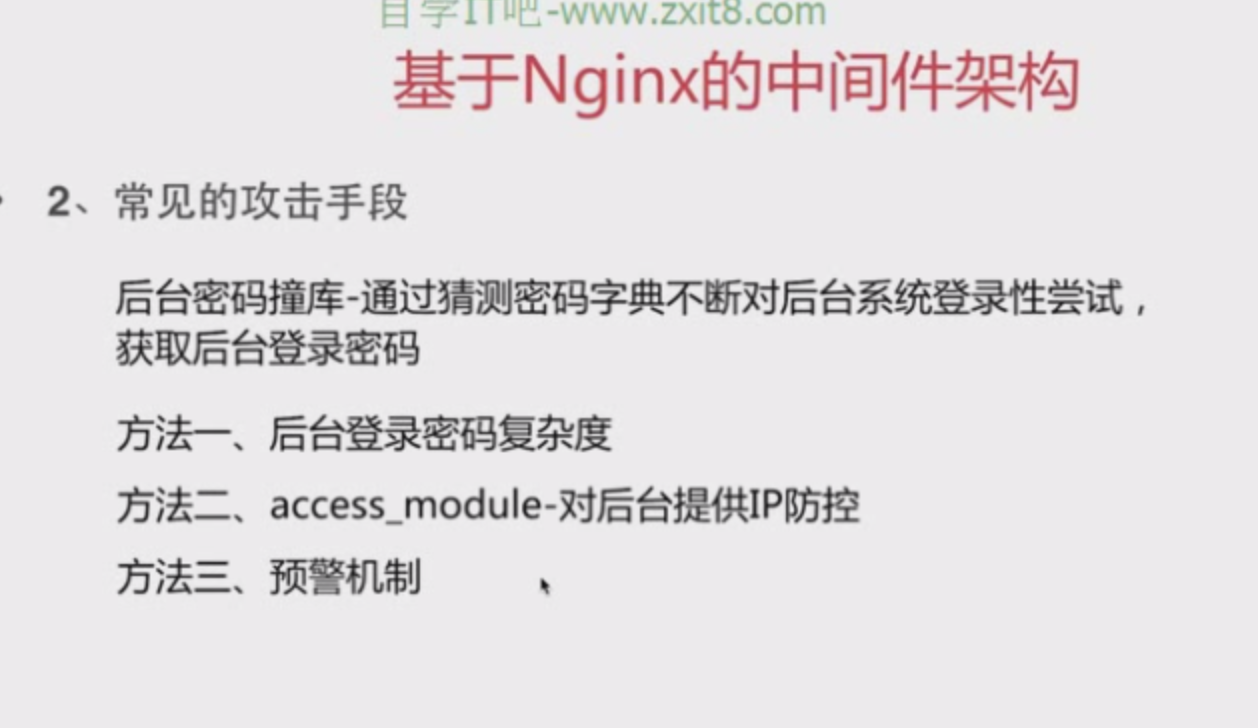 自学IT吧-www.zxit8.com
基于Nginx的中间件架构
2、常见的攻击手段
后台密码撞库-通过猜测密码字典不断对后台系统登录性尝试，
获取后台登录密码
方法一、后台登录密码复杂度
方法二、access_module-对后台提供IP防控
方法三、预警机制